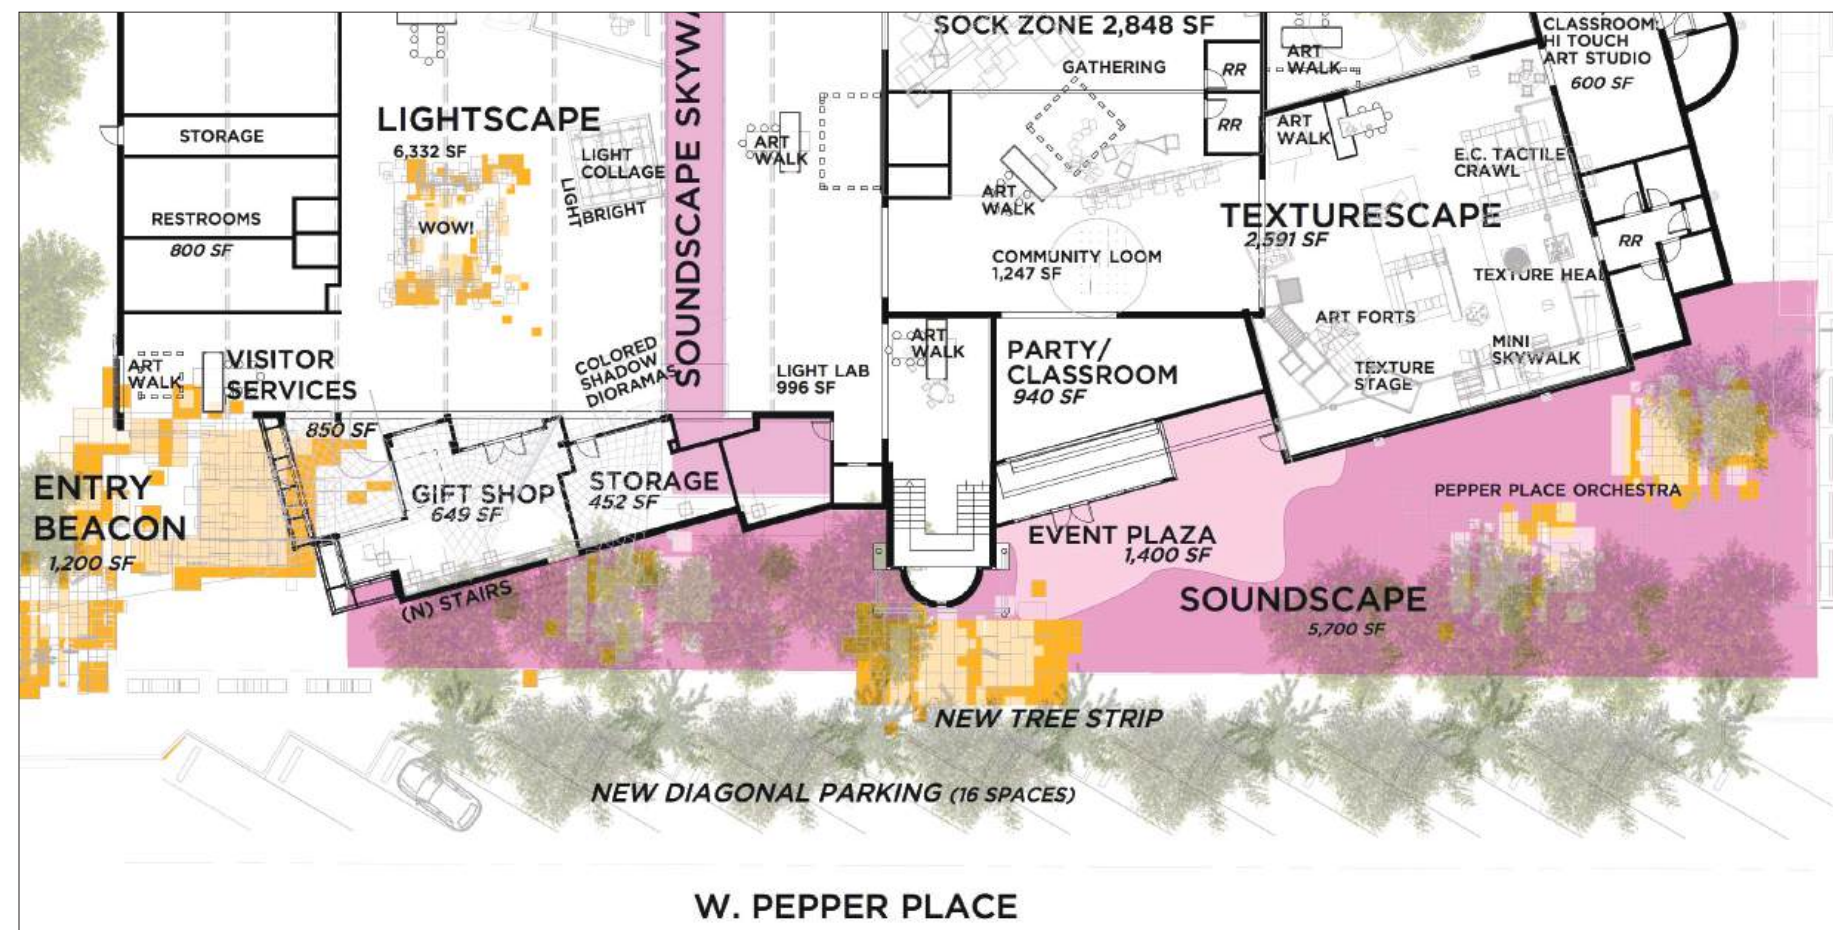 SOCK ZONE 2,848 SF
CLASSROOM:
HI TOUCH
ART STUDIO
600 SF
ART
WALK
GATHERING
RR
RR
LIGHTSCAPE
6,332 SF
SOUNDSCAPE SKYWA
STORAGE
LIGHT
COLLAGE
LIGHT
BRIGHT
ART
WALK
ART
WALK
E.C. TACTILE
CRAWL
RESTROOMS
800 SF
WOW!
ART
WALK
TEXTURESCAPE
2,591 SF
RR
COMMUNITY LOOM
1,247 SF
TEXTURE HEAD
ART FORTS
MINI
SKYWALK
TEXTURE
STAGE
ART
WALK
VISITOR
SERVICES
850 SF
COLORED
SHADOW
DIORAMAS
LIGHT LAB
996 SF
ART
WALK
PARTY/
CLASSROOM
940 SF
ENTRY
BEACON
1,200 SF
GIFT SHOP
649 SF
STORAGE
452 SF
PEPPER PLACE ORCHESTRA
EVENT PLAZA
1,400 SF
(N) STAIRS
SOUNDSCAPE
5,700 SF
NEW TREE STRIP
NEW DIAGONAL PARKING (16 SPACES)
W. PEPPER PLACE